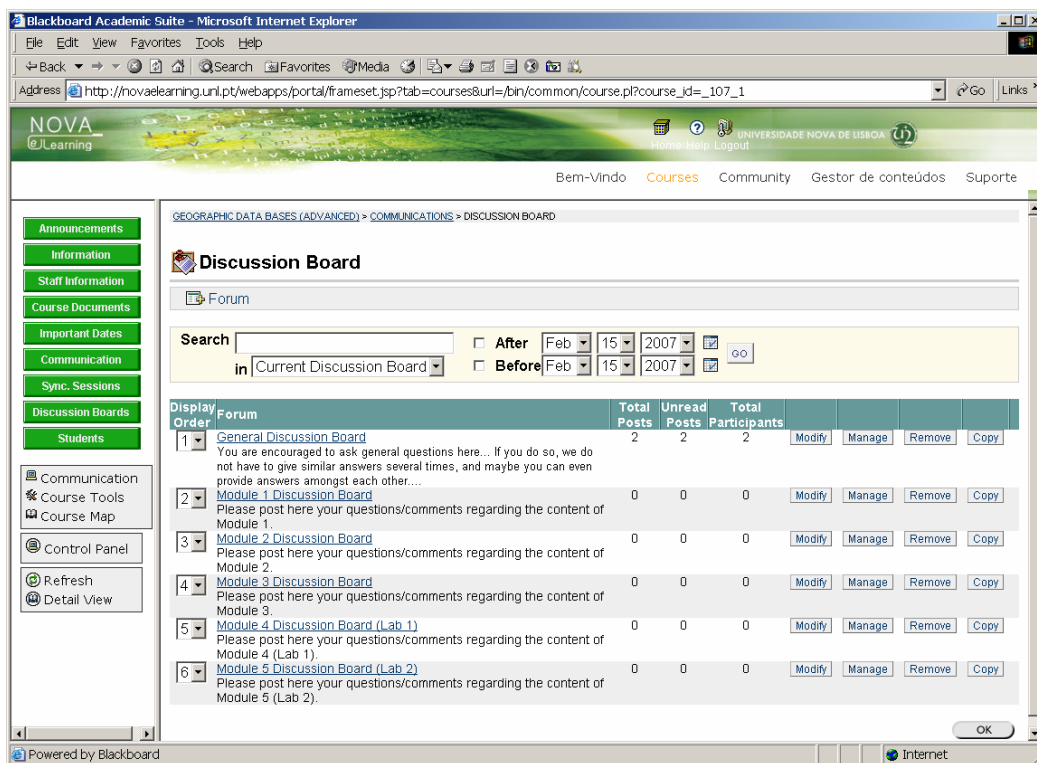 Blackboard Academic Suite - Microsoft Internet Explorer
File Edit View Favorites Tools Help
Back Search Favorites Media
Address http://novaelearning.unl.pt/webapps/portal/frameset.jsp?tab=courses&url=/bin/common/course.pl?course_id=_107_1 Go Links
NOVA_
e]Learning
Home Help Logout
UNIVERSIDADE NOVA DE LISBOA
Bem-Vindo Courses Community Gestor de conteúdos Suporte
Announcements
Information
Staff Information
Course Documents
Important Dates
Communication
Sync. Sessions
Discussion Boards
Students
Communication
Course Tools
Course Map
Control Panel
Refresh
Detail View
GEOGRAPHIC DATA BASES (ADVANCED) > COMMUNICATIONS > DISCUSSION BOARD
Discussion Board
Forum
Search After Feb 15 2007
in Current Discussion Board Before Feb 15 2007 GO
Display Order Forum Total Posts Unread Posts Total Participants
1 General Discussion Board 2 2 2 Modify Manage Remove Copy
You are encouraged to ask general questions here... If you do so, we do
not have to give similar answers several times, and maybe you can even
provide answers amongst each other....
2 Module 1 Discussion Board 0 0 0 Modify Manage Remove Copy
Please post here your questions/comments regarding the content of
Module 1.
3 Module 2 Discussion Board 0 0 0 Modify Manage Remove Copy
Please post here your questions/comments regarding the content of
Module 2.
4 Module 3 Discussion Board 0 0 0 Modify Manage Remove Copy
Please post here your questions/comments regarding the content of
Module 3.
5 Module 4 Discussion Board (Lab 1) 0 0 0 Modify Manage Remove Copy
Please post here your questions/comments regarding the content of
Module 4 (Lab 1).
6 Module 5 Discussion Board (Lab 2) 0 0 0 Modify Manage Remove Copy
Please post here your questions/comments regarding the content of
Module 5 (Lab 2).
OK
Powered by Blackboard Internet